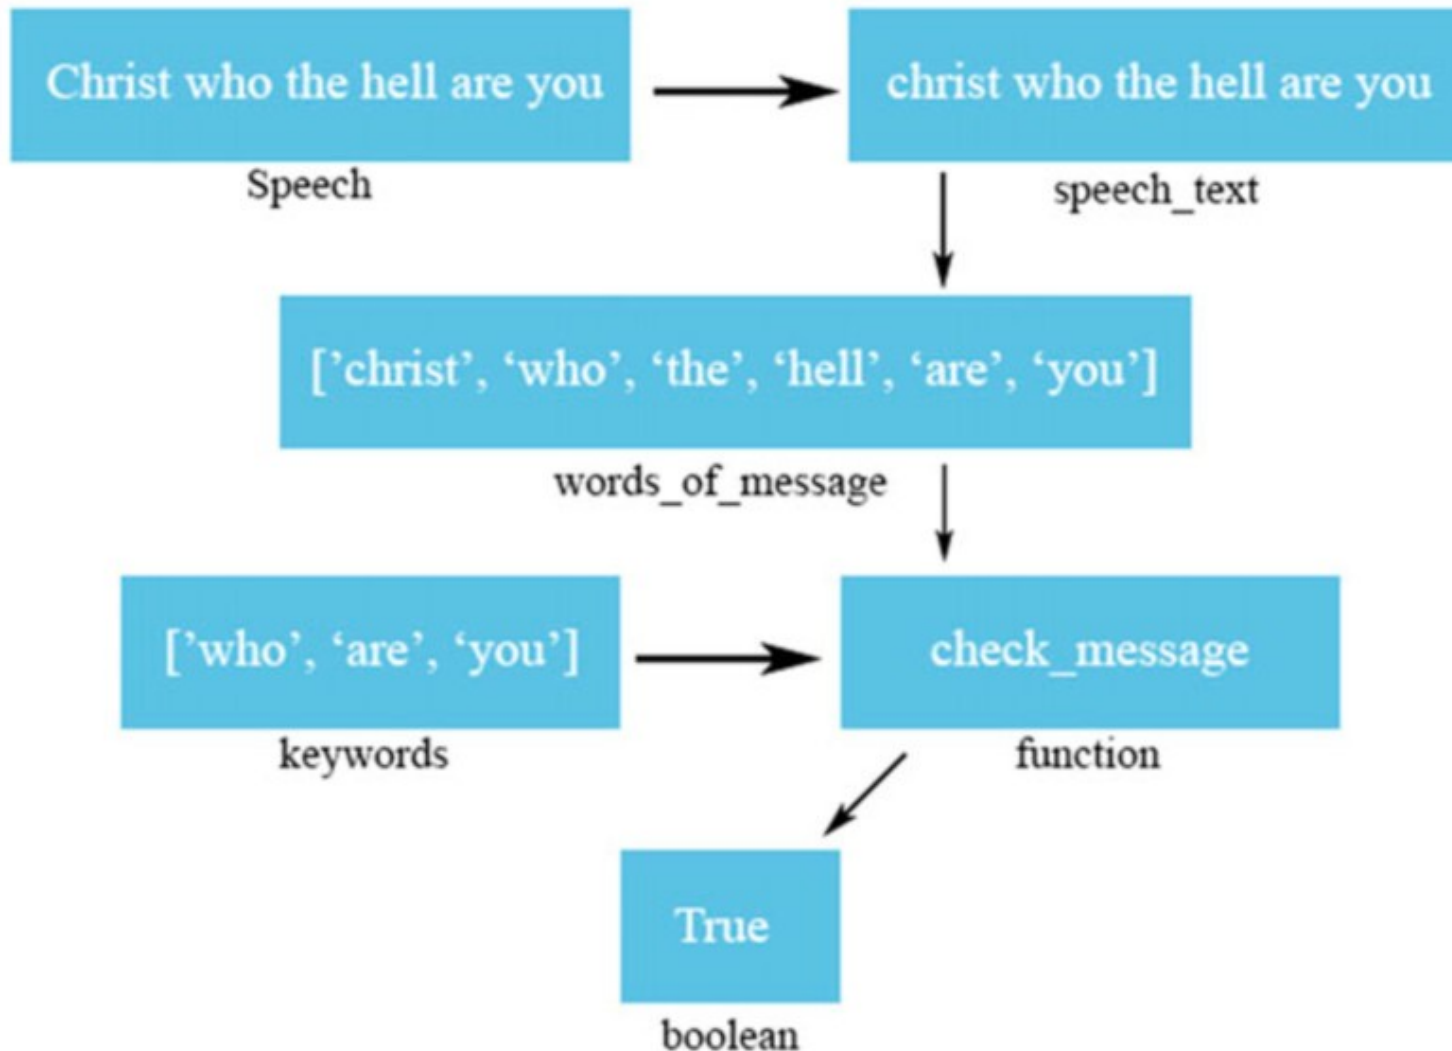 Christ who the hell are you
Speech
christ who the hell are you
speech_text
[’christ’, ‘who’, ‘the’, ‘hell’, ‘are’, ‘you’]
words_of_message
[’who’, ‘are’, ‘you’]
keywords
check_message
function
True
boolean